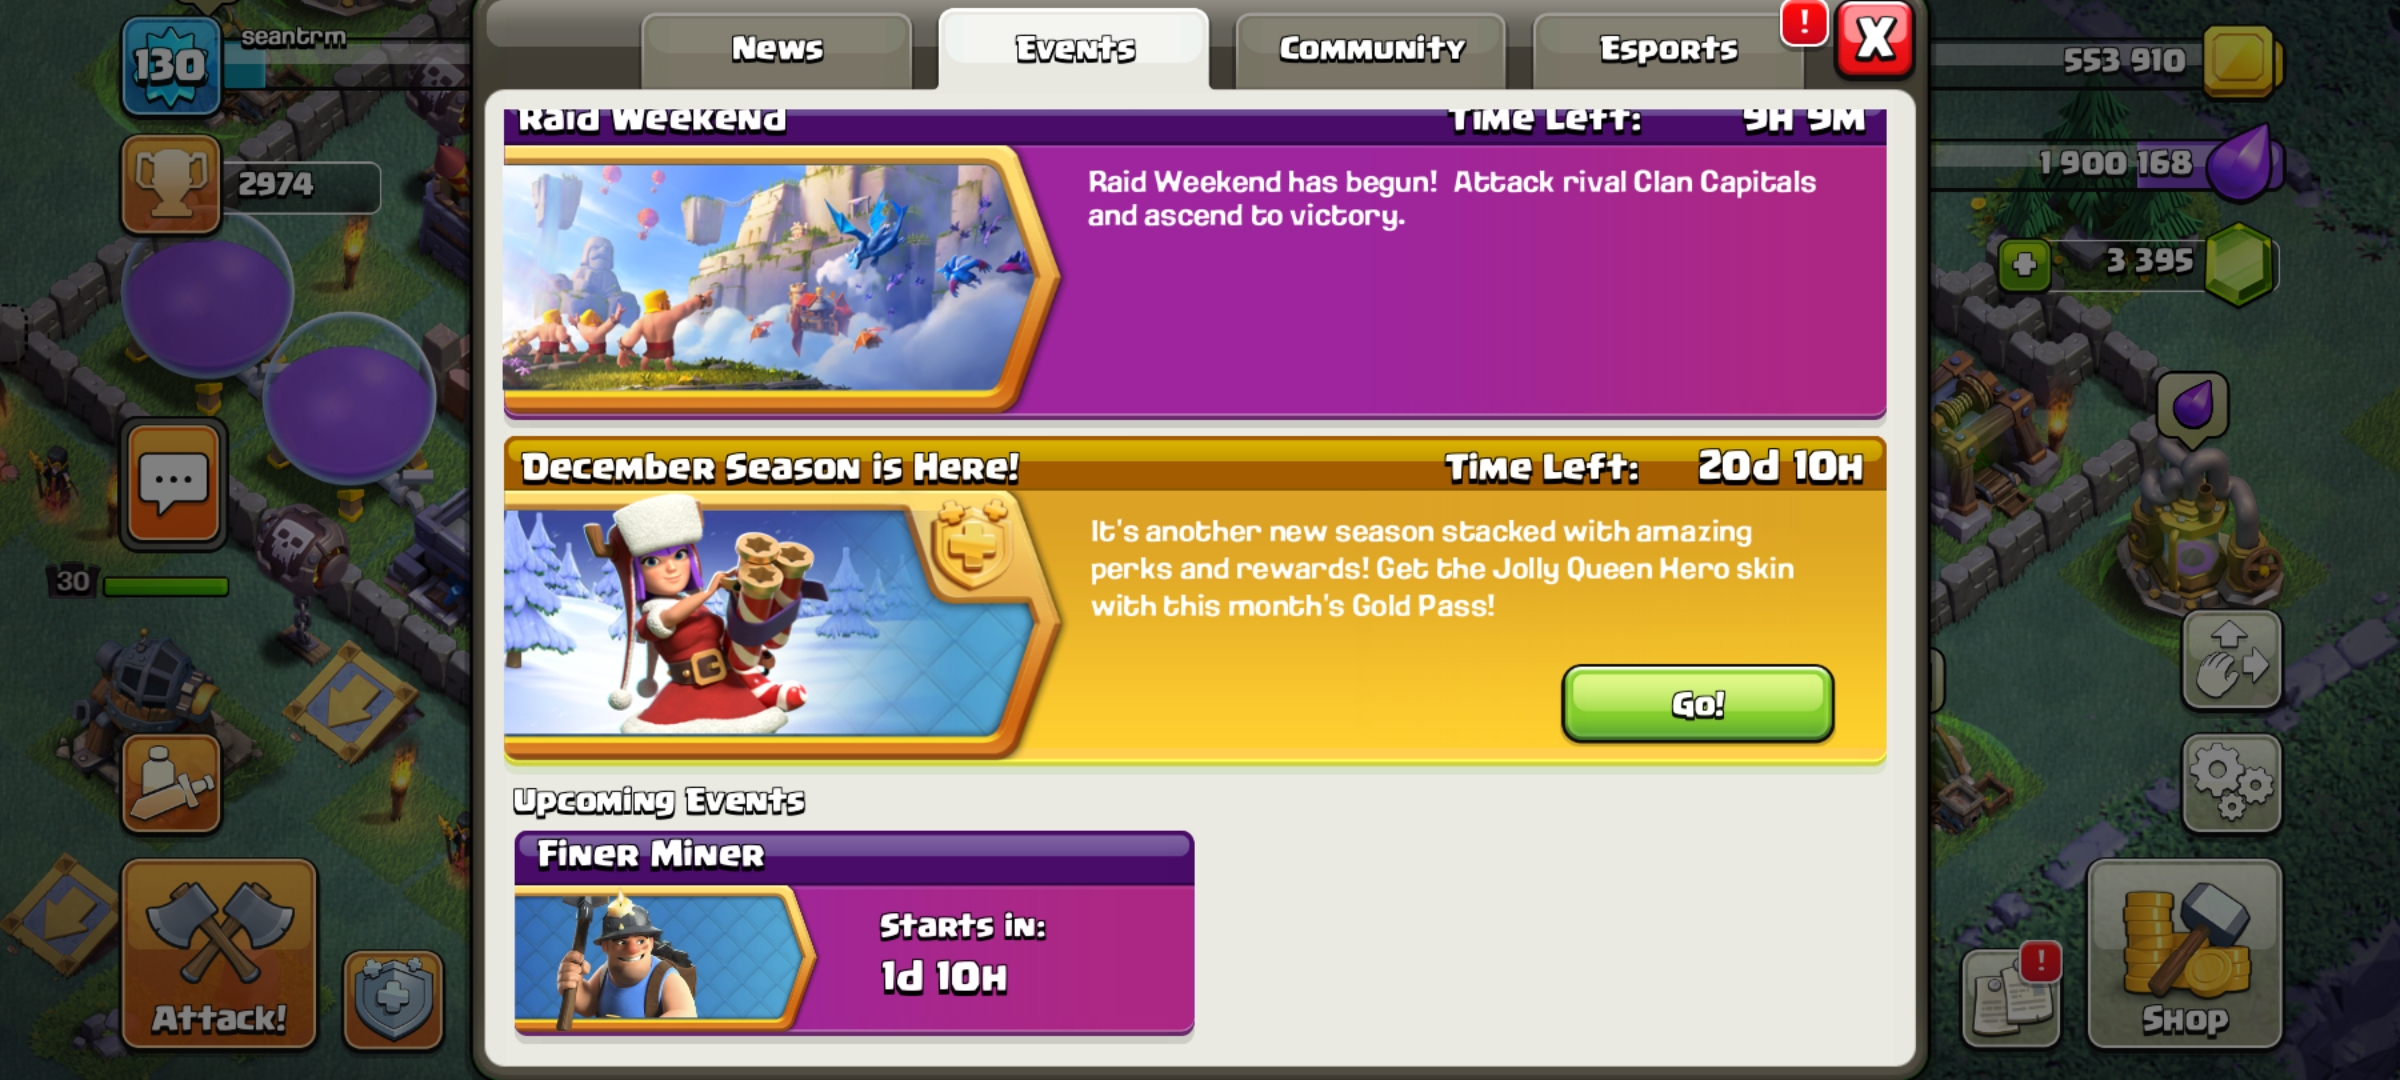 130
seantrm
2974
News
Events
Community
Esports
!
X
553 910
1 900 168
3 395
Raid Weekend
Time Left: 9H 9M
Raid Weekend has begun! Attack rival Clan Capitals
and ascend to victory.
December Season is Here!
Time Left: 20d 10H
It's another new season stacked with amazing
perks and rewards! Get the Jolly Queen Hero skin
with this month's Gold Pass!
Go!
30
Upcoming Events
Finer Miner
Starts in:
1d 10H
Attack!
!
Shop